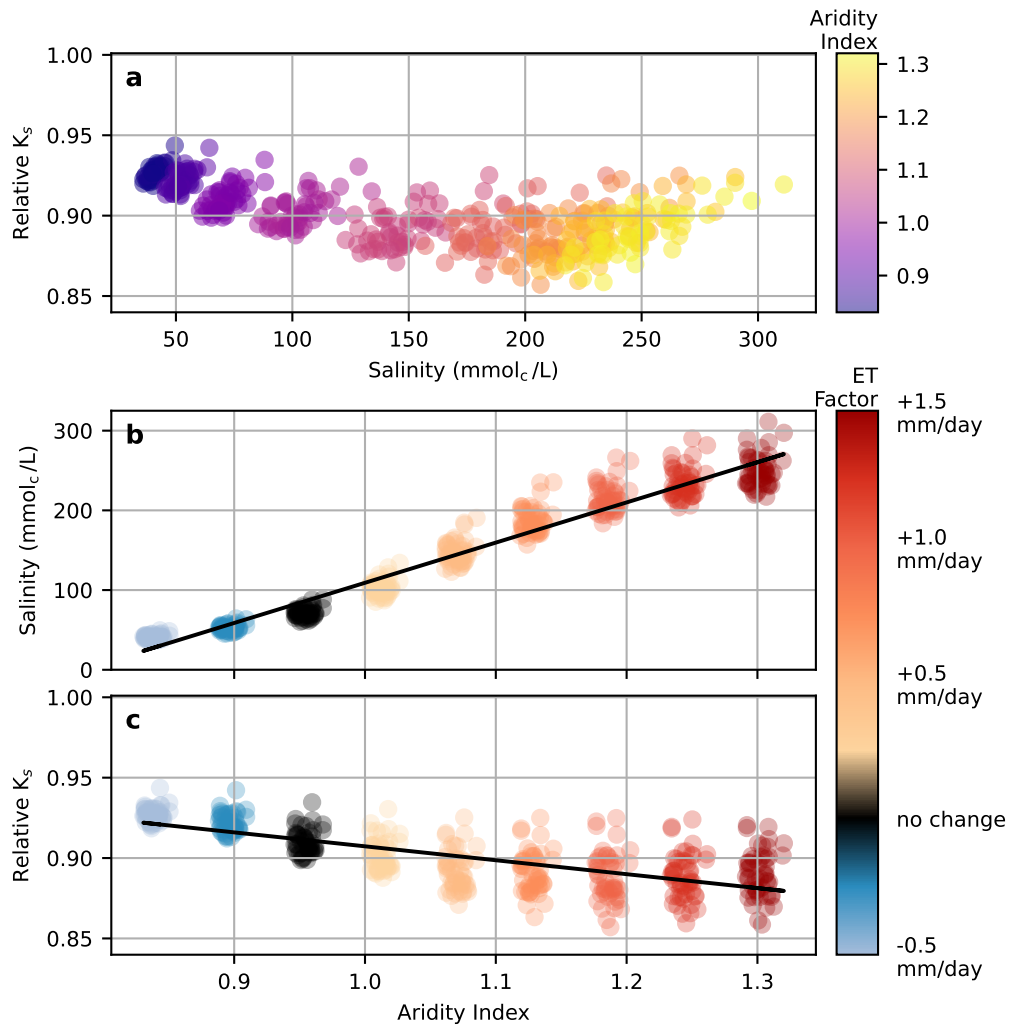 Aridity
Index
a
1.00
0.95
0.90
0.85
Relative Ks
50
100
150
200
250
300
Salinity (mmolc/L)
1.3
1.2
1.1
1.0
0.9
ET
Factor
b
300
200
100
0
Salinity (mmolc/L)
+1.5
mm/day
+1.0
mm/day
+0.5
mm/day
no change
-0.5
mm/day
c
1.00
0.95
0.90
0.85
Relative Ks
0.9
1.0
1.1
1.2
1.3
Aridity Index